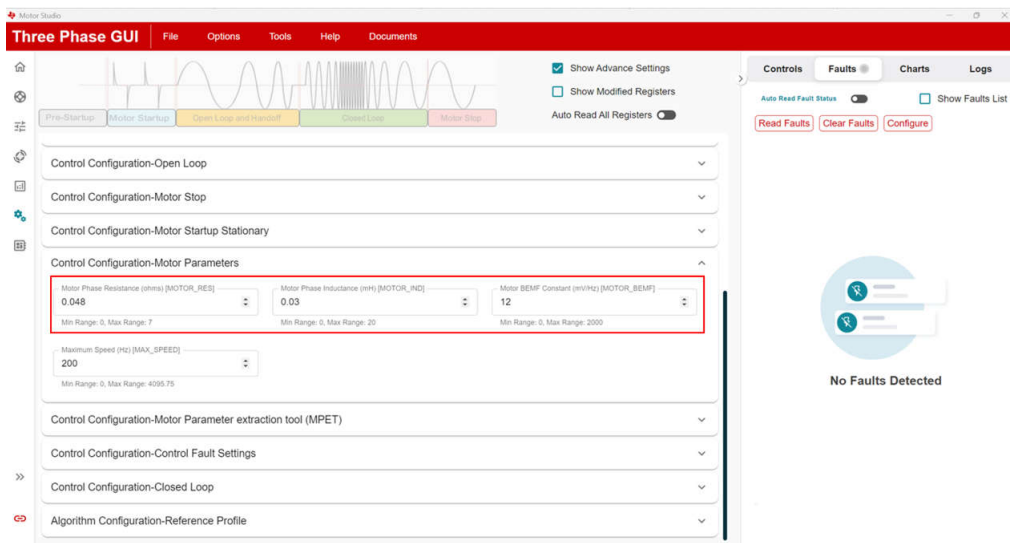 Motor Studio
Three Phase GUI File Options Tools Help Documents
Show Advance Settings
Show Modified Registers
Auto Read All Registers
Pre-Startup Motor Startup Open Loop and Handoff Closed Loop Motor Stop
Controls Faults Charts Logs
Auto Read Fault Status Show Faults List
Read Faults Clear Faults Configure
Control Configuration-Open Loop
Control Configuration-Motor Stop
Control Configuration-Motor Startup Stationary
Control Configuration-Motor Parameters
Motor Phase Resistance (ohms) [MOTOR_RES] Motor Phase Inductance (mH) [MOTOR_IND] Motor BEMF Constant (mV/Hz) [MOTOR_BEMF]
0.048 0.03 12
Min Range: 0, Max Range: 7 Min Range: 0, Max Range: 20 Min Range: 0, Max Range: 2000
Maximum Speed (Hz) [MAX_SPEED]
200
Min Range: 0, Max Range: 4095.75
No Faults Detected
Control Configuration-Motor Parameter extraction tool (MPET)
Control Configuration-Control Fault Settings
Control Configuration-Closed Loop
Algorithm Configuration-Reference Profile